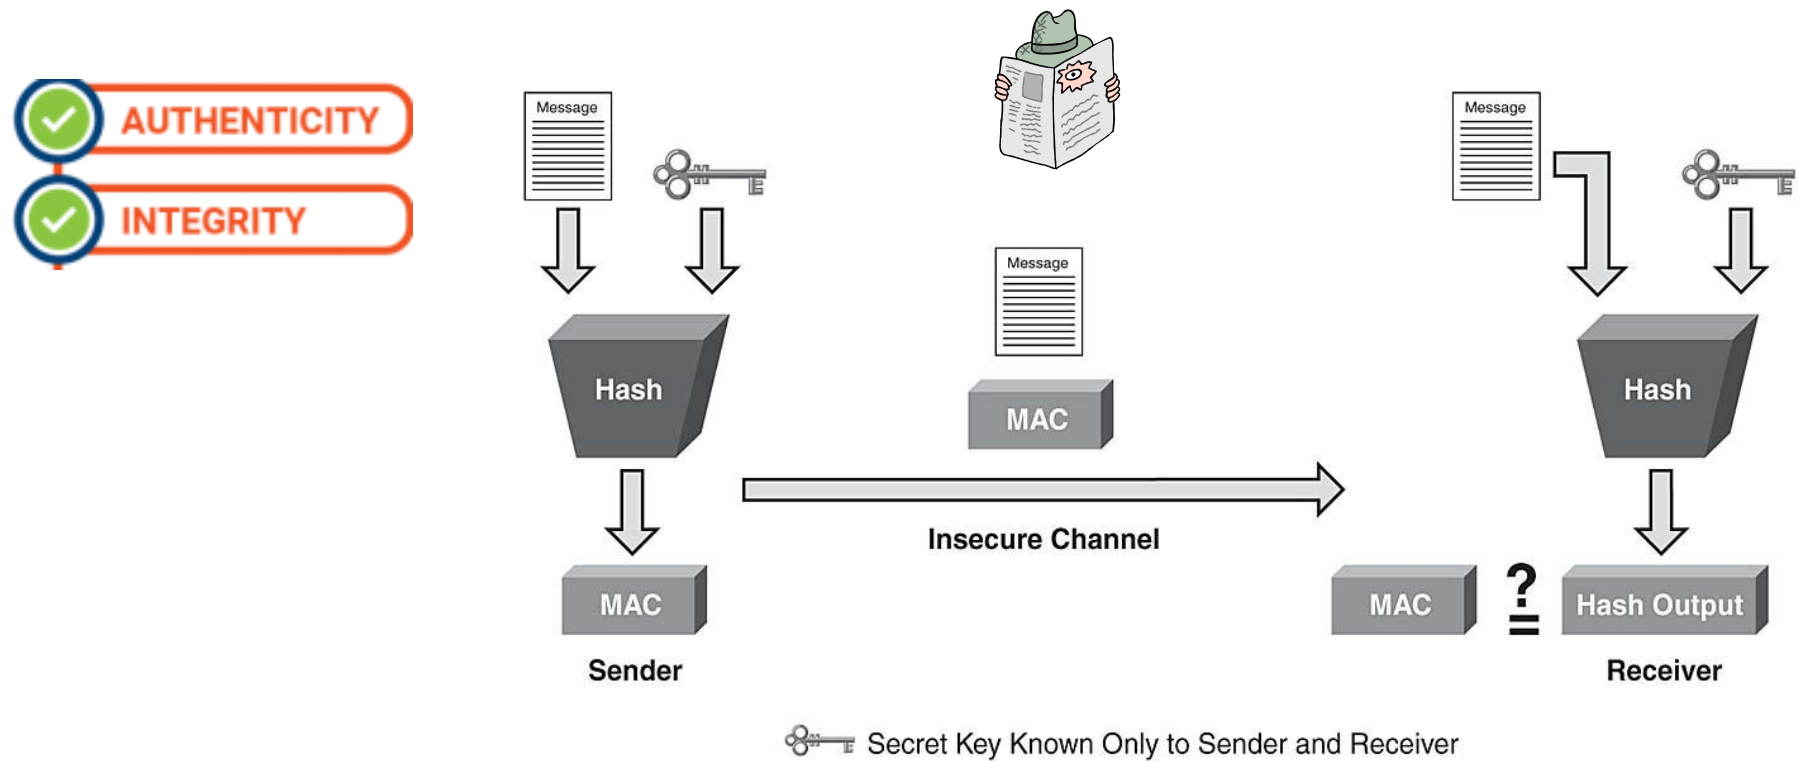 AUTHENTICITY
INTEGRITY
Message
Hash
MAC
Sender
Message
MAC
Insecure Channel
Message
Hash
MAC
?
=
Hash Output
Receiver
Secret Key Known Only to Sender and Receiver